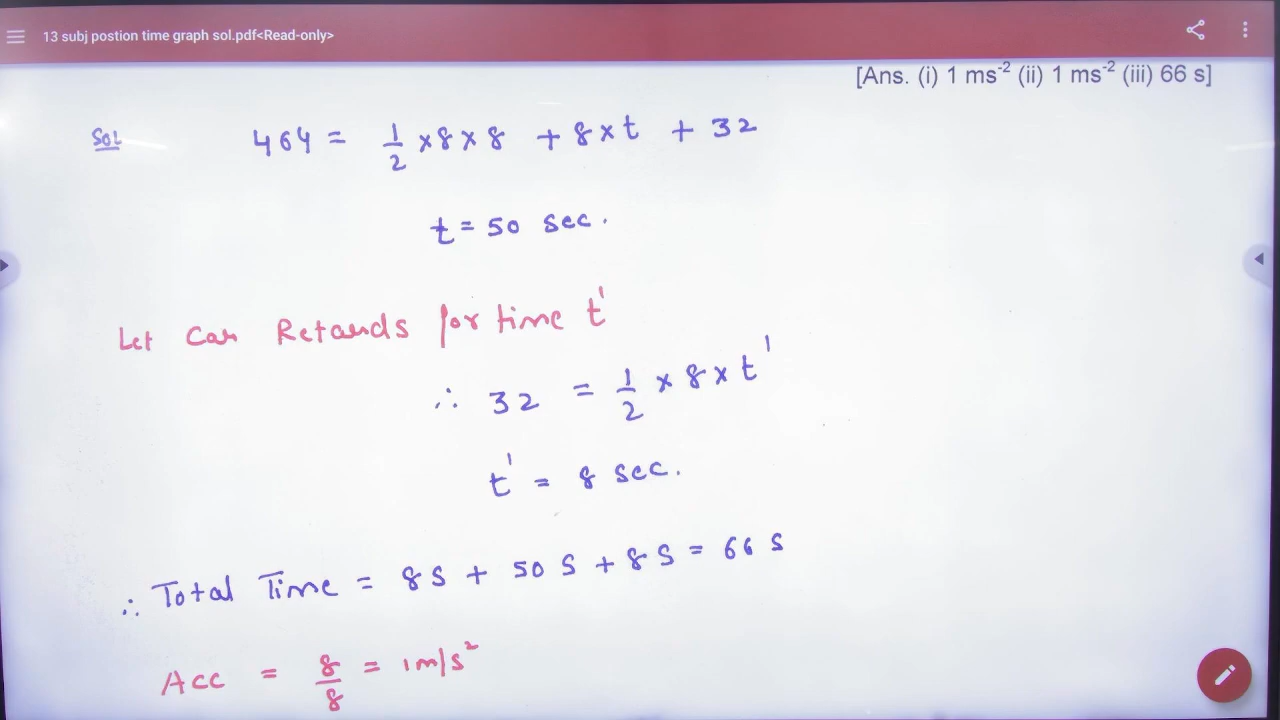 13 subj postion time graph sol.pdf<Read-only>
[Ans. (i) 1 ms⁻² (ii) 1 ms⁻² (iii) 66 s]
Sol 464 = 1/2 × 8 × 8 + 8 × t + 32
t = 50 sec.
Let Car Retards for time t'
∴ 32 = 1/2 × 8 × t'
t' = 8 sec.
∴ Total Time = 8 S + 50 S + 8 S = 66 S
Acc = 8/8 = 1 m/s²